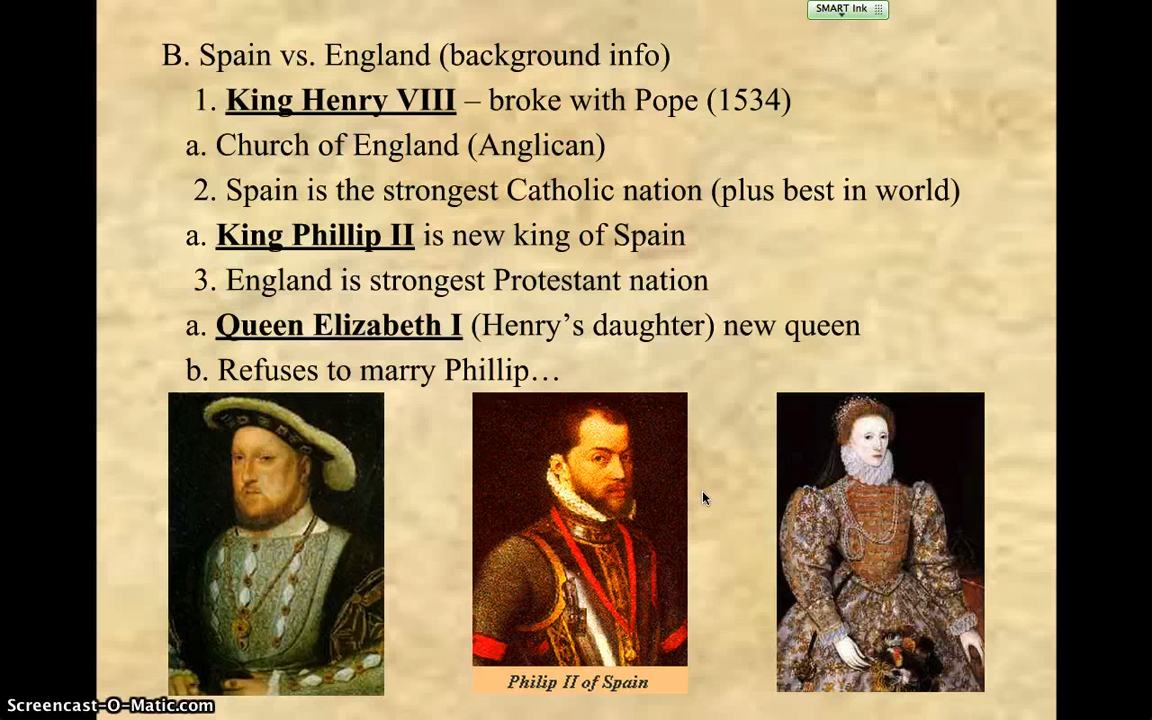 SMART Ink
B. Spain vs. England (background info)
1. King Henry VIII – broke with Pope (1534)
a. Church of England (Anglican)
2. Spain is the strongest Catholic nation (plus best in world)
a. King Phillip II is new king of Spain
3. England is strongest Protestant nation
a. Queen Elizabeth I (Henry’s daughter) new queen
b. Refuses to marry Phillip…
Philip II of Spain
Screencast-O-Matic.com